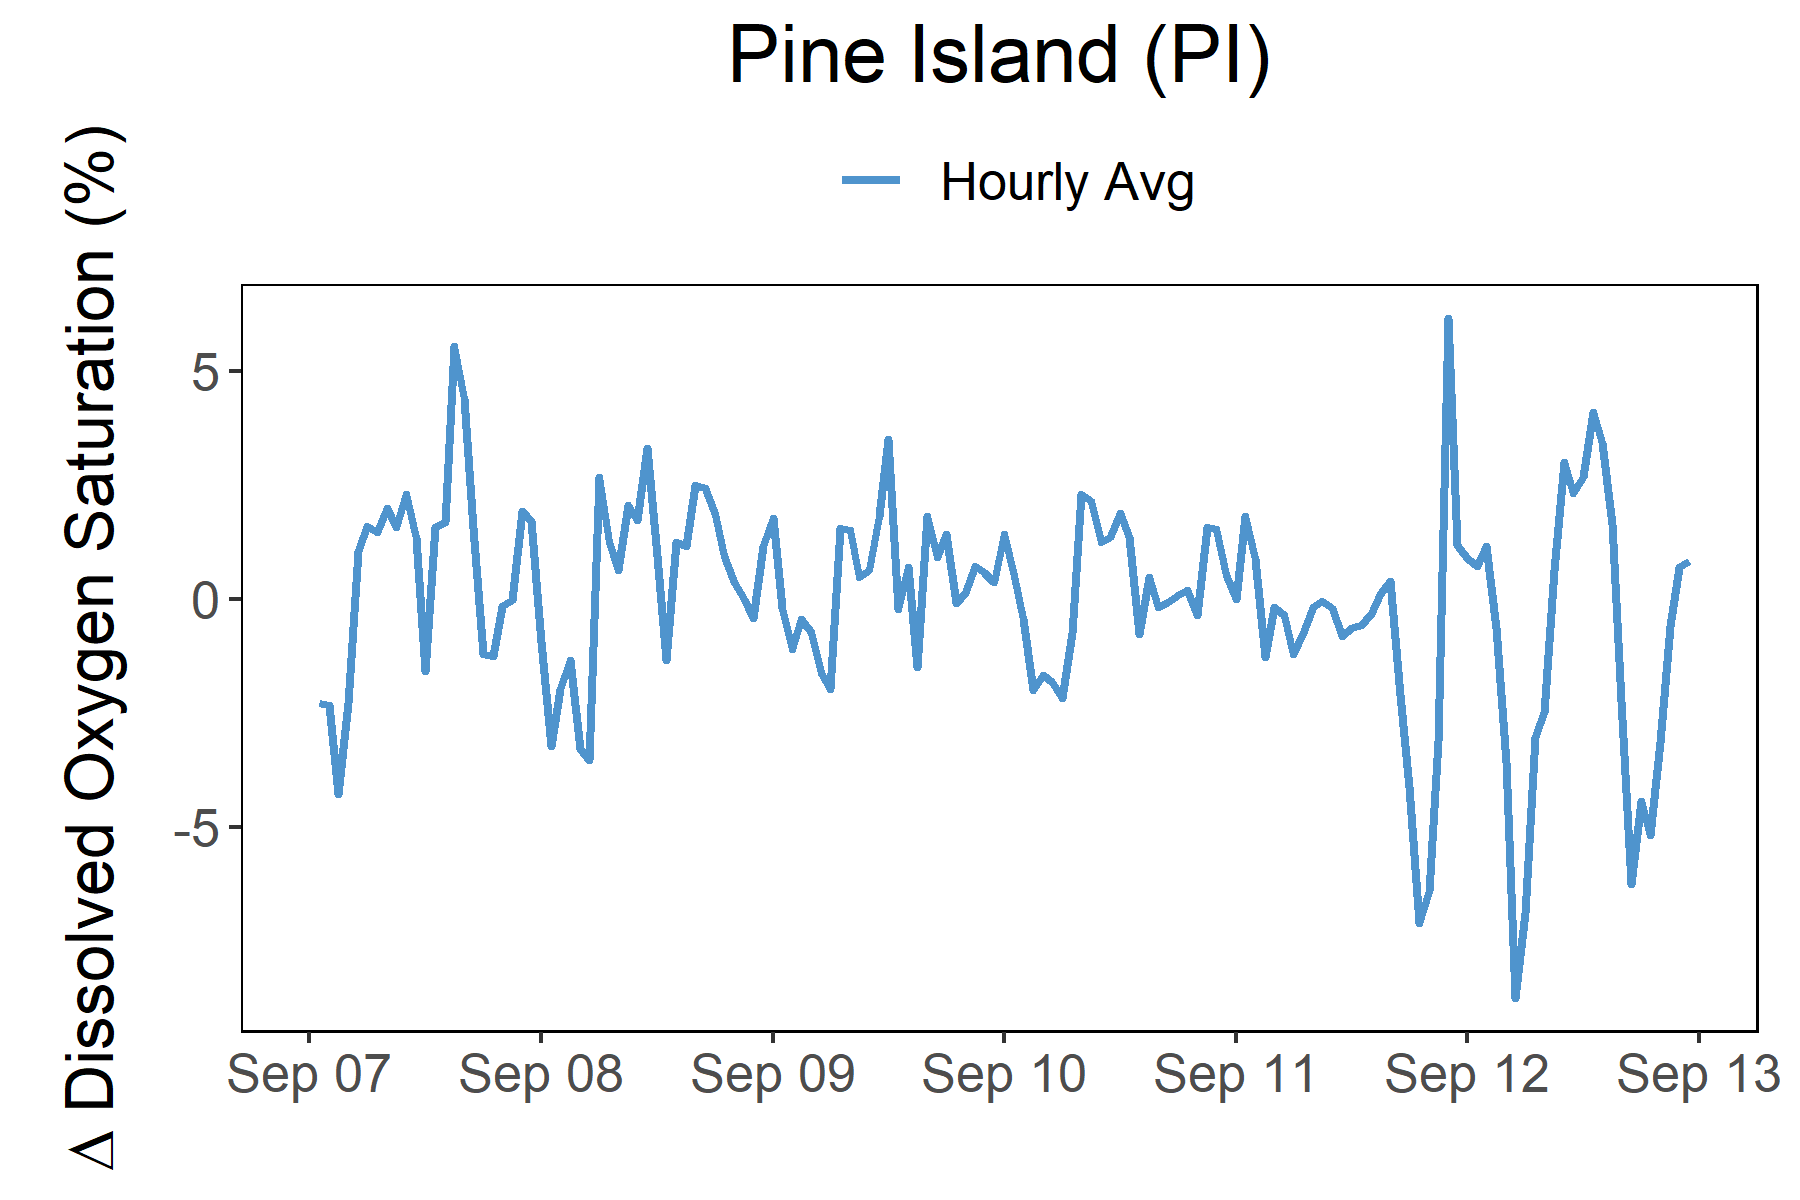 Pine Island (PI)
Hourly Avg
Δ Dissolved Oxygen Saturation (%)
5
0
-5
Sep 07
Sep 08
Sep 09
Sep 10
Sep 11
Sep 12
Sep 13